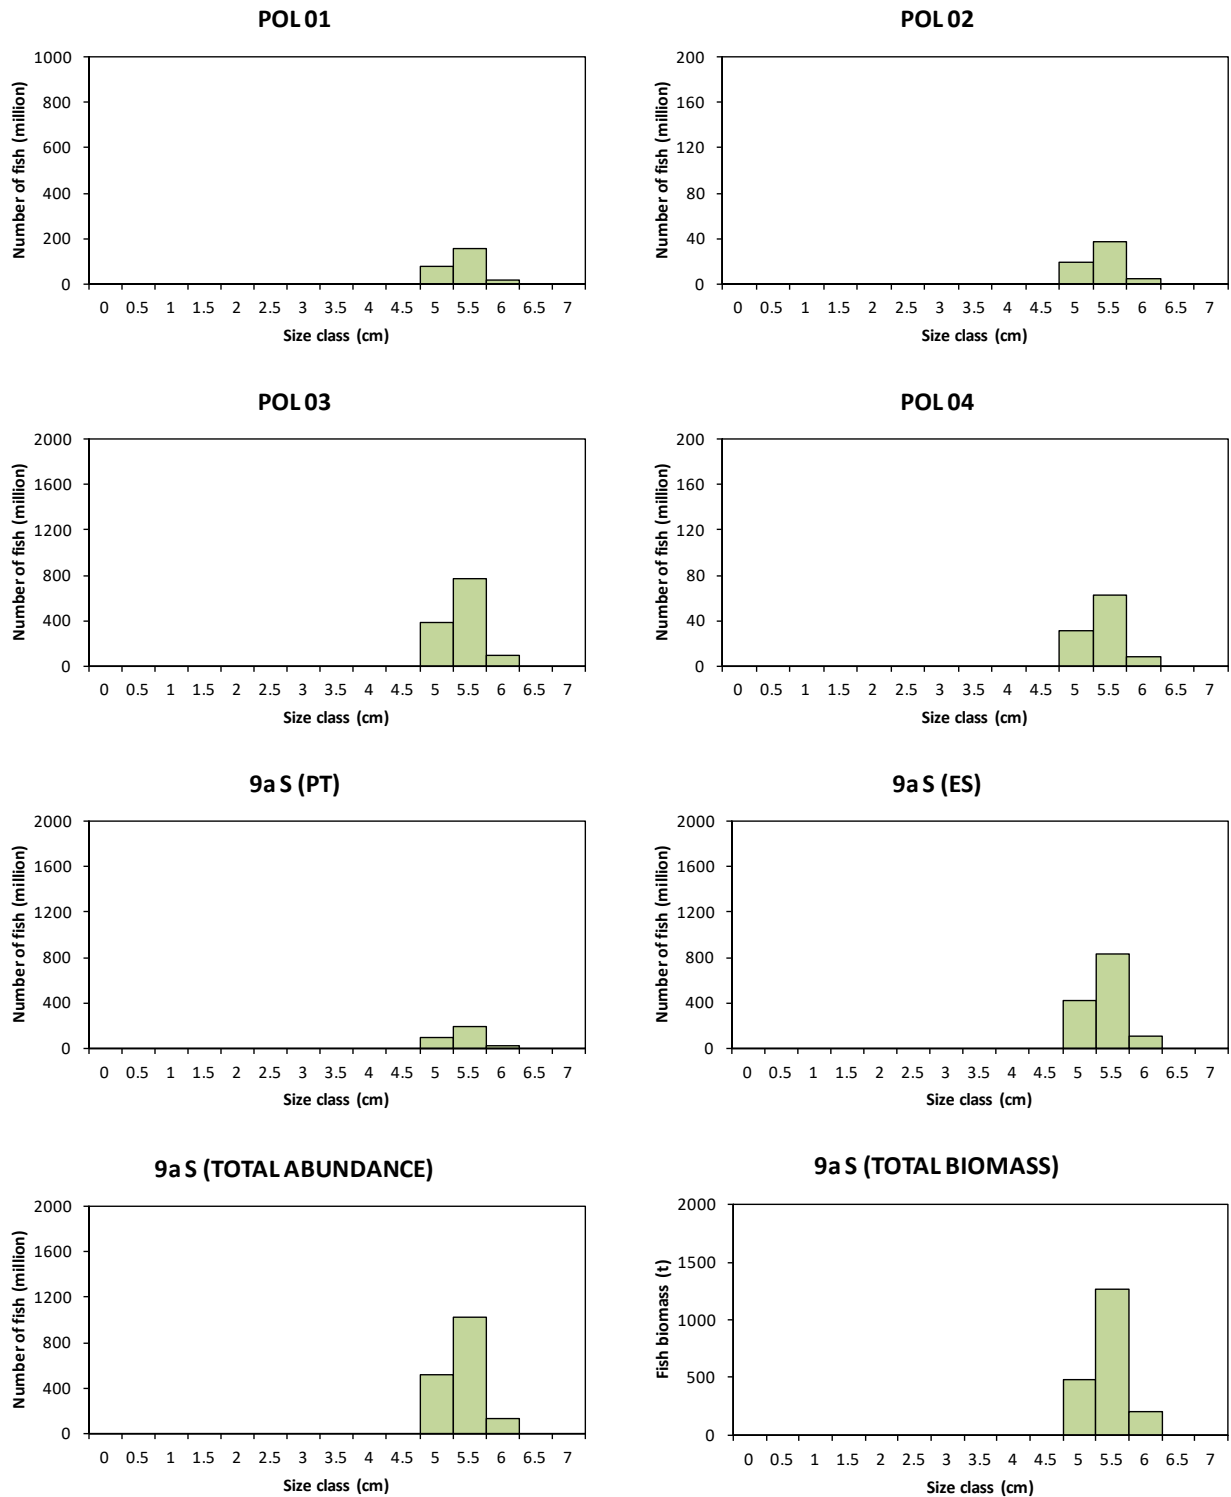 POL 01
1000
800
600
400
200
0
Number of fish (million)
0 0.5 1 1.5 2 2.5 3 3.5 4 4.5 5 5.5 6 6.5 7
Size class (cm)
POL 02
200
160
120
80
40
0
Number of fish (million)
0 0.5 1 1.5 2 2.5 3 3.5 4 4.5 5 5.5 6 6.5 7
Size class (cm)
POL 03
2000
1600
1200
800
400
0
Number of fish (million)
0 0.5 1 1.5 2 2.5 3 3.5 4 4.5 5 5.5 6 6.5 7
Size class (cm)
POL 04
200
160
120
80
40
0
Number of fish (million)
0 0.5 1 1.5 2 2.5 3 3.5 4 4.5 5 5.5 6 6.5 7
Size class (cm)
9a S (PT)
2000
1600
1200
800
400
0
Number of fish (million)
0 0.5 1 1.5 2 2.5 3 3.5 4 4.5 5 5.5 6 6.5 7
Size class (cm)
9a S (ES)
2000
1600
1200
800
400
0
Number of fish (million)
0 0.5 1 1.5 2 2.5 3 3.5 4 4.5 5 5.5 6 6.5 7
Size class (cm)
9a S (TOTAL ABUNDANCE)
2000
1600
1200
800
400
0
Number of fish (million)
0 0.5 1 1.5 2 2.5 3 3.5 4 4.5 5 5.5 6 6.5 7
Size class (cm)
9a S (TOTAL BIOMASS)
2000
1500
1000
500
0
Fish biomass (t)
0 0.5 1 1.5 2 2.5 3 3.5 4 4.5 5 5.5 6 6.5 7
Size class (cm)